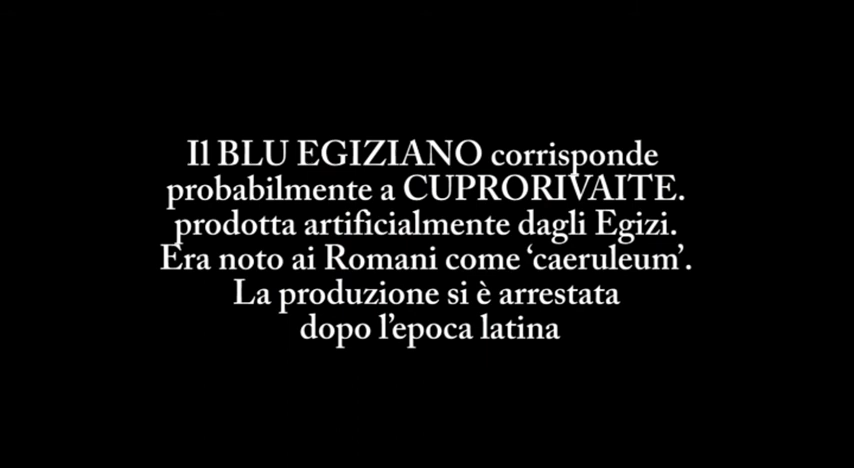 Il BLU EGIZIANO corrisponde
probabilmente a CUPRORIVAITE.
prodotta artificialmente dagli Egizi.
Era noto ai Romani come ‘caeruleum’.
La produzione si è arrestata
dopo l’epoca latina